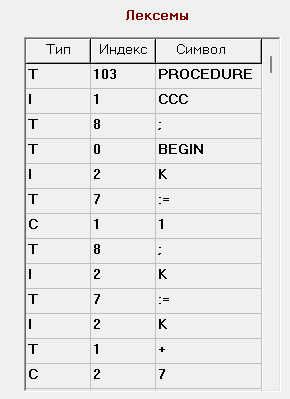 Лексемы
Тип Индекс Символ
T 103 PROCEDURE
I 1 CCC
T 8 ;
T 0 BEGIN
I 2 K
T 7 :=
C 1 1
T 8 ;
I 2 K
T 7 :=
I 2 K
T 1 +
C 2 7